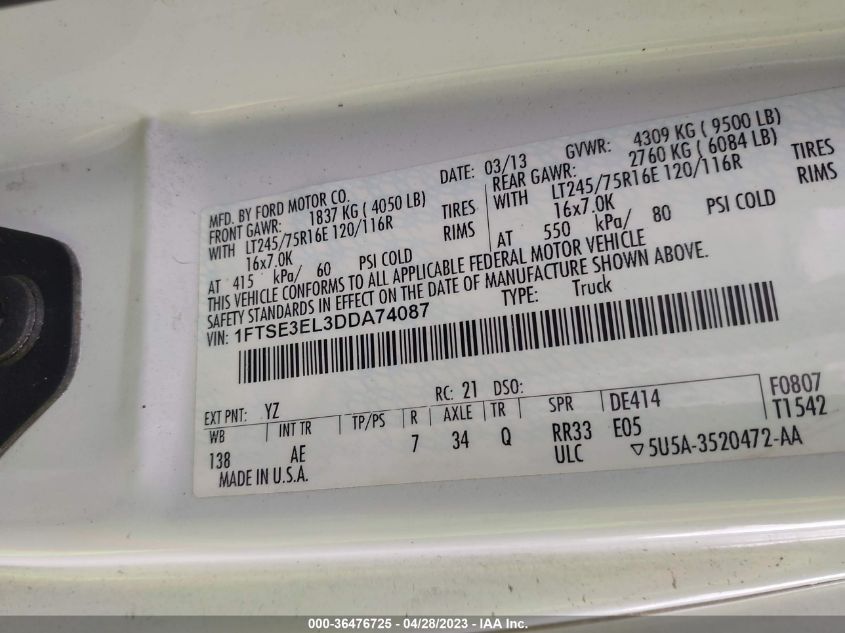 MFD. BY FORD MOTOR CO. DATE: 03/13 GVWR: 4309 KG ( 9500 LB)
FRONT GAWR: 1837 KG ( 4050 LB) REAR GAWR: 2760 KG ( 6084 LB)
WITH LT245/75R16E 120/116R TIRES WITH LT245/75R16E 120/116R TIRES
16x7.0K RIMS 16x7.0K RIMS
AT 415 kPa/ 60 PSI COLD AT 550 kPa/ 80 PSI COLD
THIS VEHICLE CONFORMS TO ALL APPLICABLE FEDERAL MOTOR VEHICLE
SAFETY STANDARDS IN EFFECT ON THE DATE OF MANUFACTURE SHOWN ABOVE.
VIN: 1FTSE3EL3DDA74087 TYPE: Truck
EXT PNT: YZ RC: 21 DSO: F0807
WB INT TR TP/PS R AXLE TR SPR DE414 T1542
138 AE 7 34 Q RR33 E05
MADE IN U.S.A. ULC ▽5U5A-3520472-AA
000-36476725 - 04/28/2023 - 5UAA INC.